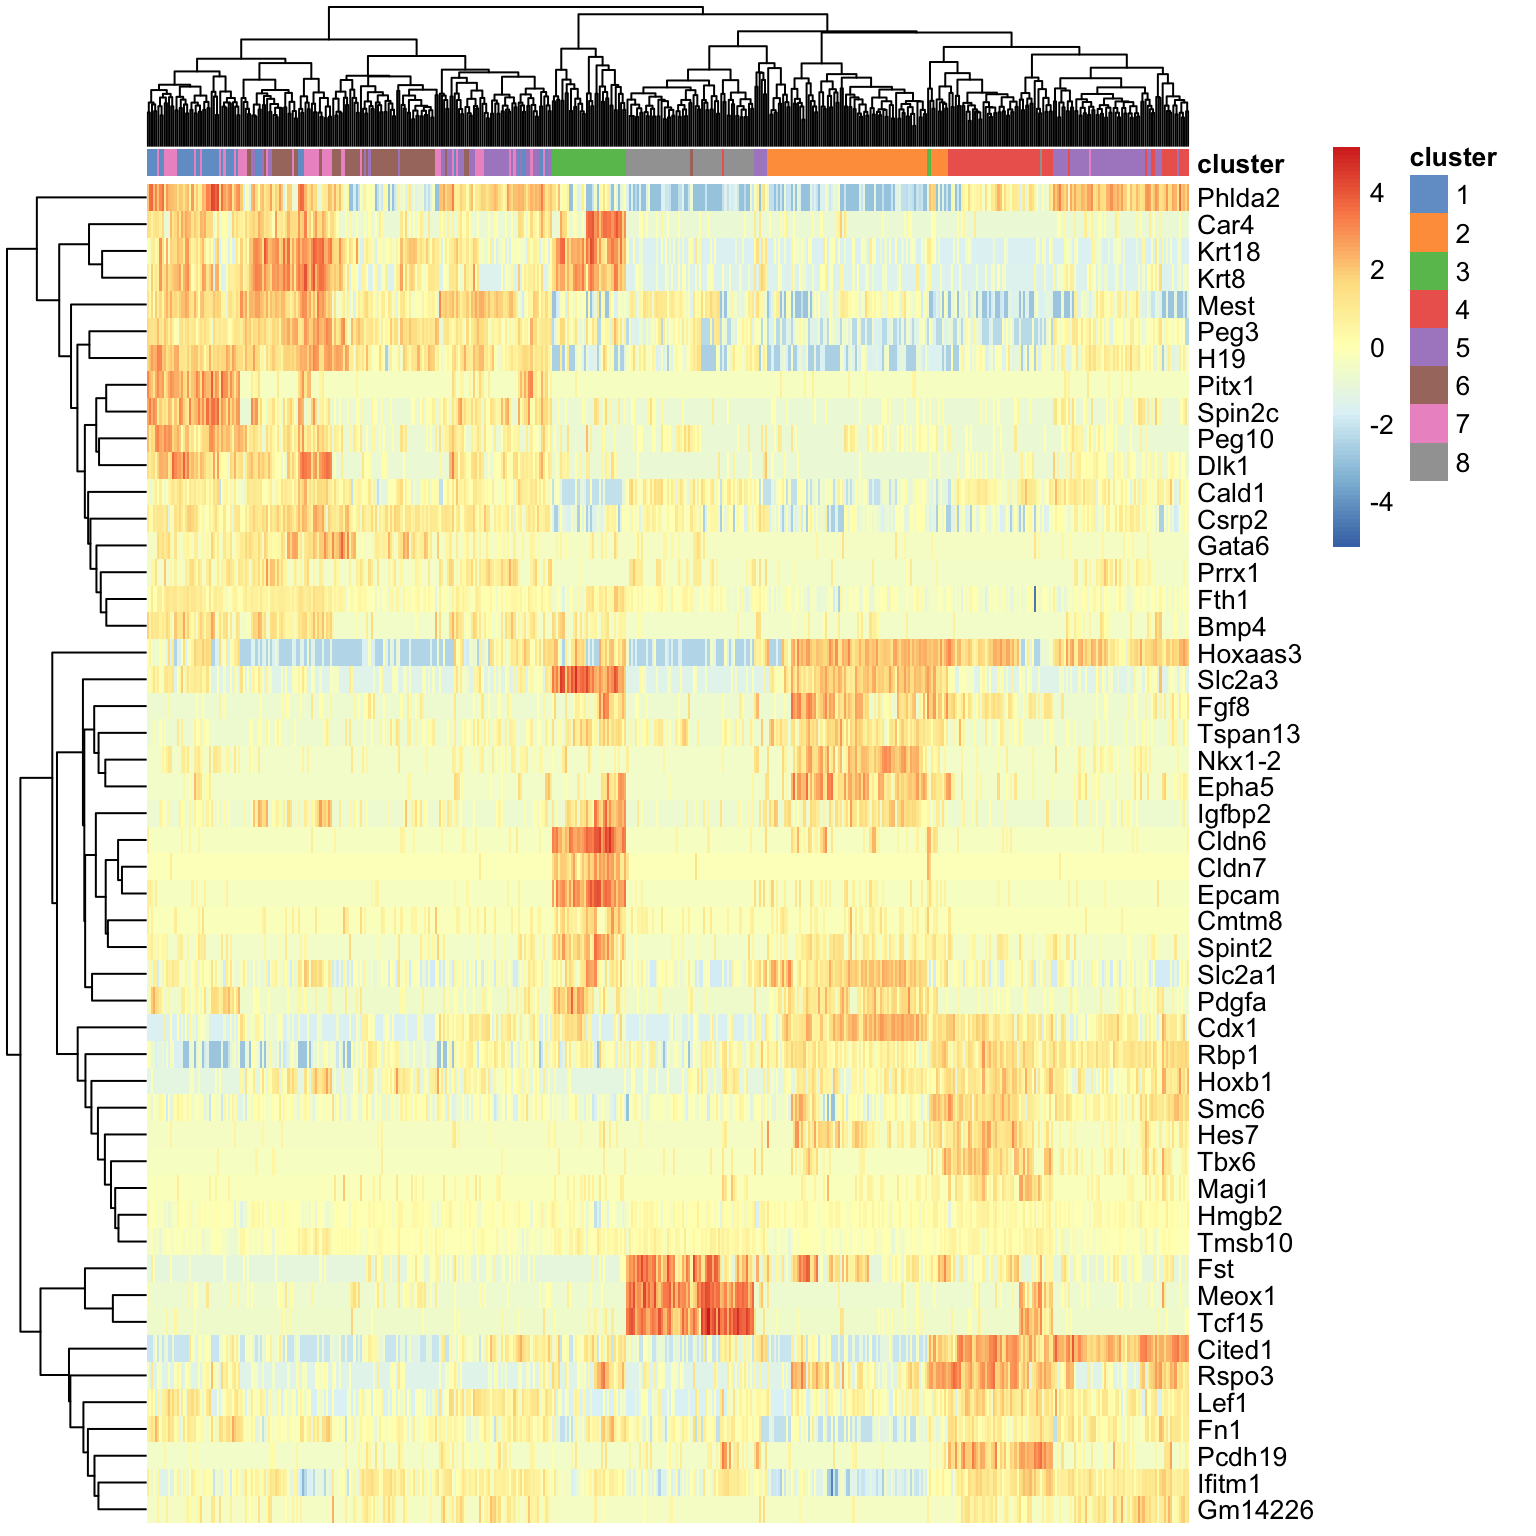 cluster
Phlda2
Car4
Krt18
Krt8
Mest
Peg3
H19
Pitx1
Spin2c
Peg10
Dlk1
Cald1
Csrp2
Gata6
Prrx1
Fth1
Bmp4
Hoxaas3
Slc2a3
Fgf8
Tspan13
Nkx1-2
Epha5
Igfbp2
Cldn6
Cldn7
Epcam
Cmtm8
Spint2
Slc2a1
Pdgfa
Cdx1
Rbp1
Hoxb1
Smc6
Hes7
Tbx6
Magi1
Hmgb2
Tmsb10
Fst
Meox1
Tcf15
Cited1
Rspo3
Lef1
Fn1
Pcdh19
Ifitm1
Gm14226
4
2
0
-2
-4
cluster
1
2
3
4
5
6
7
8